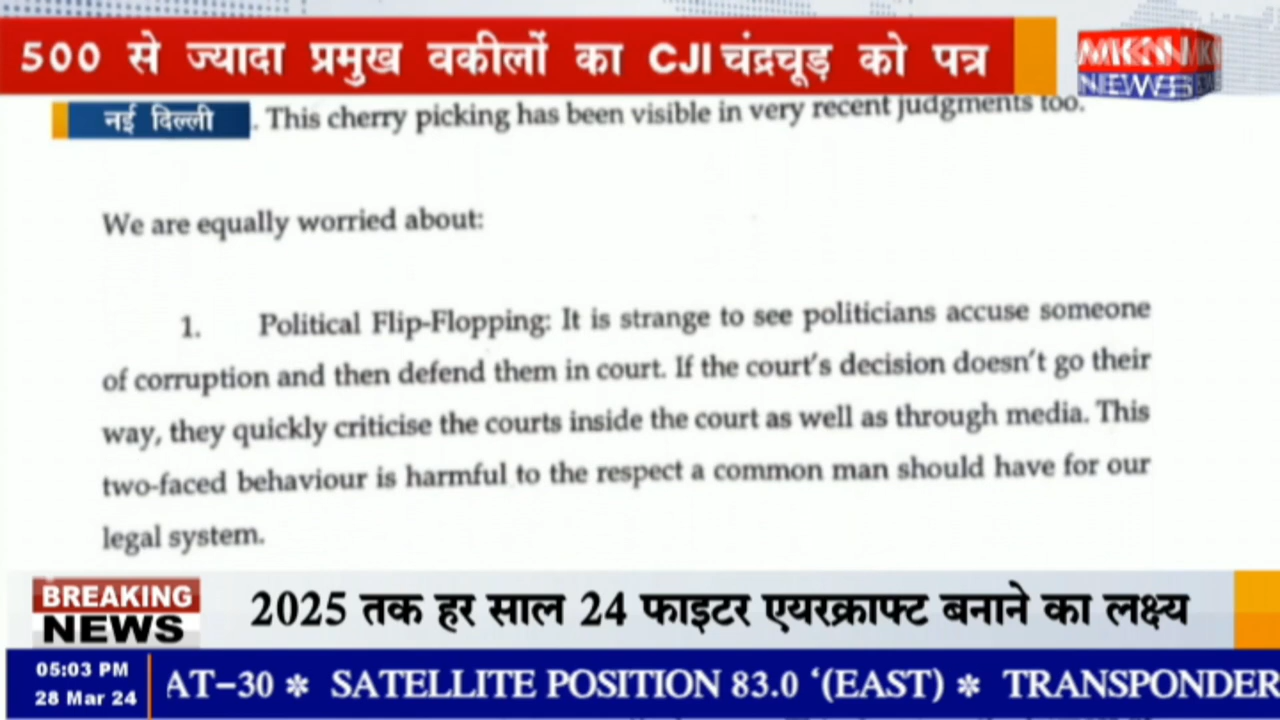 500 से ज्यादा प्रमुख वकीलों का CJI चंद्रचूड़ को पत्र
MKN
NEWS
नई दिल्ली
. This cherry picking has been visible in very recent judgments too.
We are equally worried about:
1. Political Flip-Flopping: It is strange to see politicians accuse someone
of corruption and then defend them in court. If the court's decision doesn't go their
way, they quickly criticise the courts inside the court as well as through media. This
two-faced behaviour is harmful to the respect a common man should have for our
legal system.
BREAKING
NEWS
2025 तक हर साल 24 फाइटर एयरक्राफ्ट बनाने का लक्ष्य
05:03 PM
28 Mar 24
AT-30 * SATELLITE POSITION 83.0 '(EAST) * TRANSPONDER